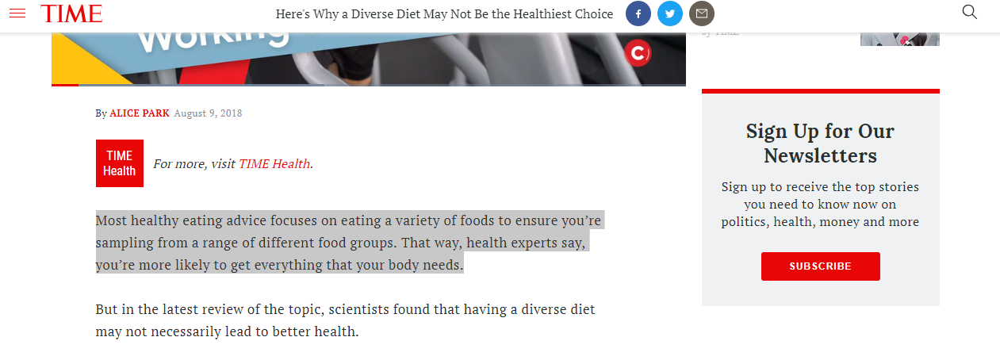 TIME
Here's Why a Diverse Diet May Not Be the Healthiest Choice
Working
by TIME
By ALICE PARK August 9, 2018
TIME
Health
For more, visit TIME Health.
Most healthy eating advice focuses on eating a variety of foods to ensure you’re
sampling from a range of different food groups. That way, health experts say,
you’re more likely to get everything that your body needs.
But in the latest review of the topic, scientists found that having a diverse diet
may not necessarily lead to better health.
Sign Up for Our
Newsletters
Sign up to receive the top stories
you need to know now on
politics, health, money and more
SUBSCRIBE